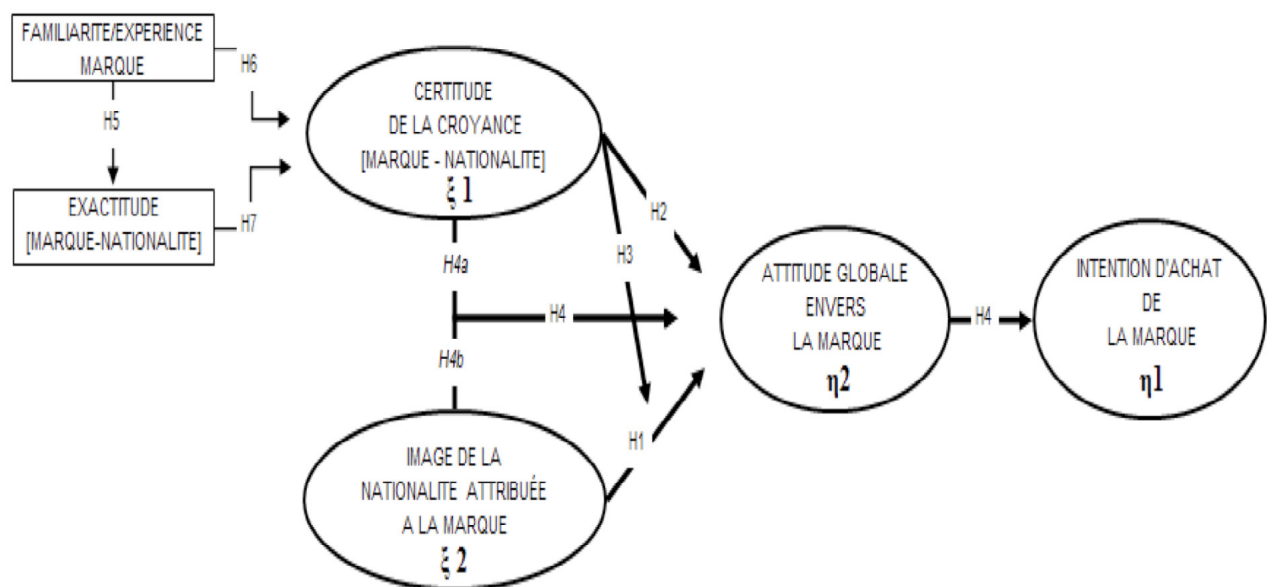 FAMILIARITE/EXPERIENCE
MARQUE
H6
H5
EXACTITUDE
[MARQUE-NATIONALITE]
H7
CERTITUDE
DE LA CROYANCE
[MARQUE - NATIONALITE]
ξ 1
H2
H3
H4a
H4
H4b
H1
IMAGE DE LA
NATIONALITE ATTRIBUÉE
A LA MARQUE
ξ 2
ATTITUDE GLOBALE
ENVERS
LA MARQUE
η2
H4
INTENTION D'ACHAT
DE
LA MARQUE
η1